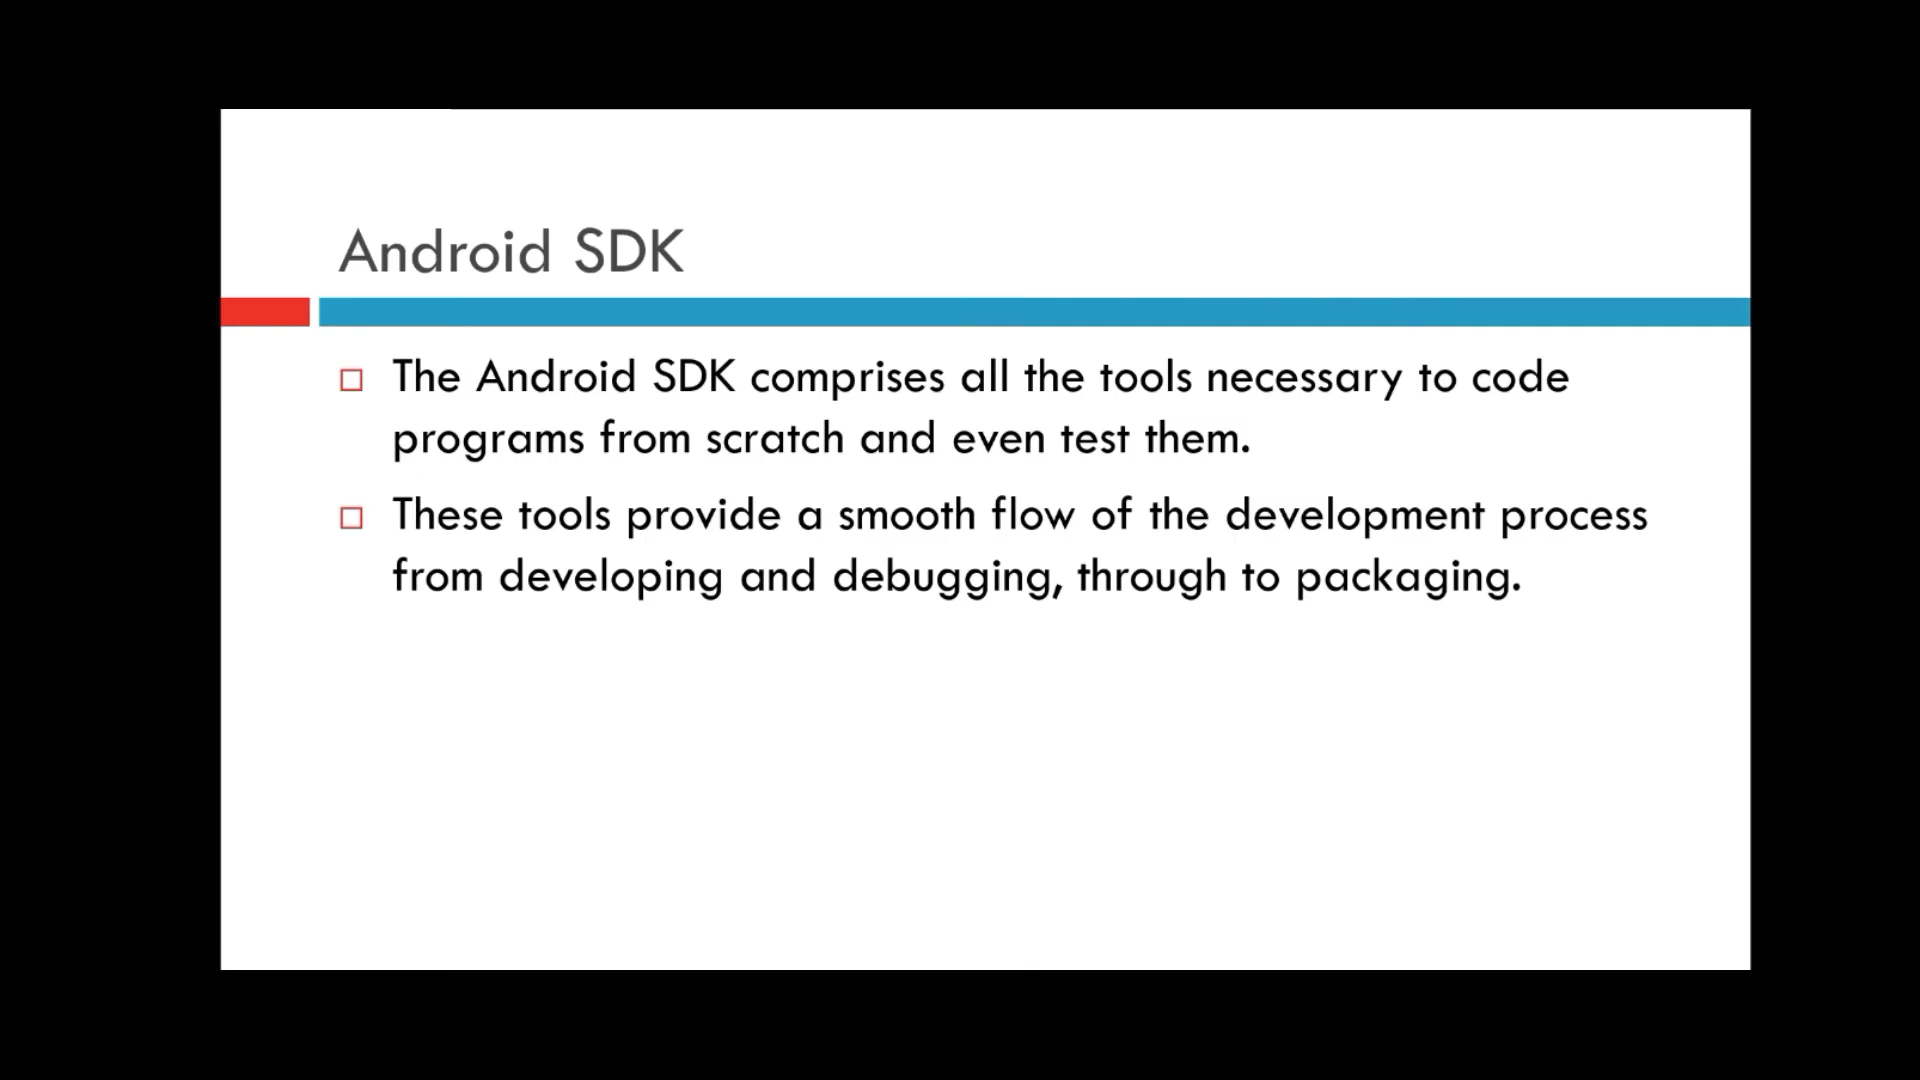 Android SDK
The Android SDK comprises all the tools necessary to code
programs from scratch and even test them.
These tools provide a smooth flow of the development process
from developing and debugging, through to packaging.